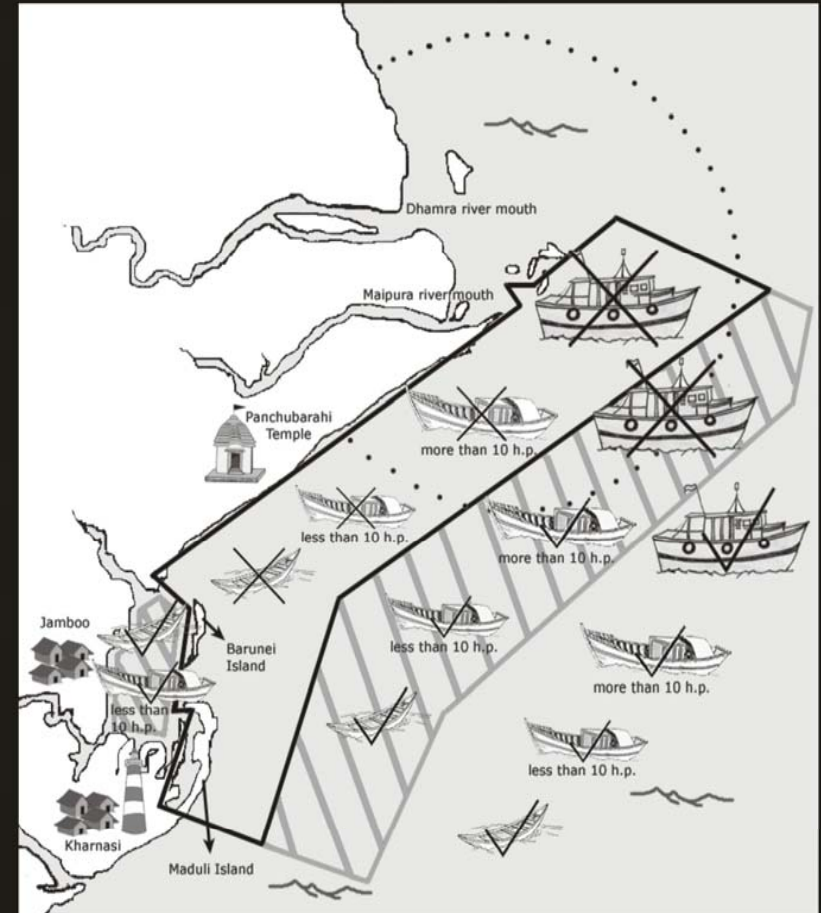 Dhamra river mouth
Maipura river mouth
Panchubarahi
Temple
more than 10 h.p.
less than 10 h.p.
more than 10 h.p.
Jamboo
Barunei
Island
less than 10 h.p.
more than 10 h.p.
less than
10 h.p.
less than 10 h.p.
Kharnasi
Maduli Island